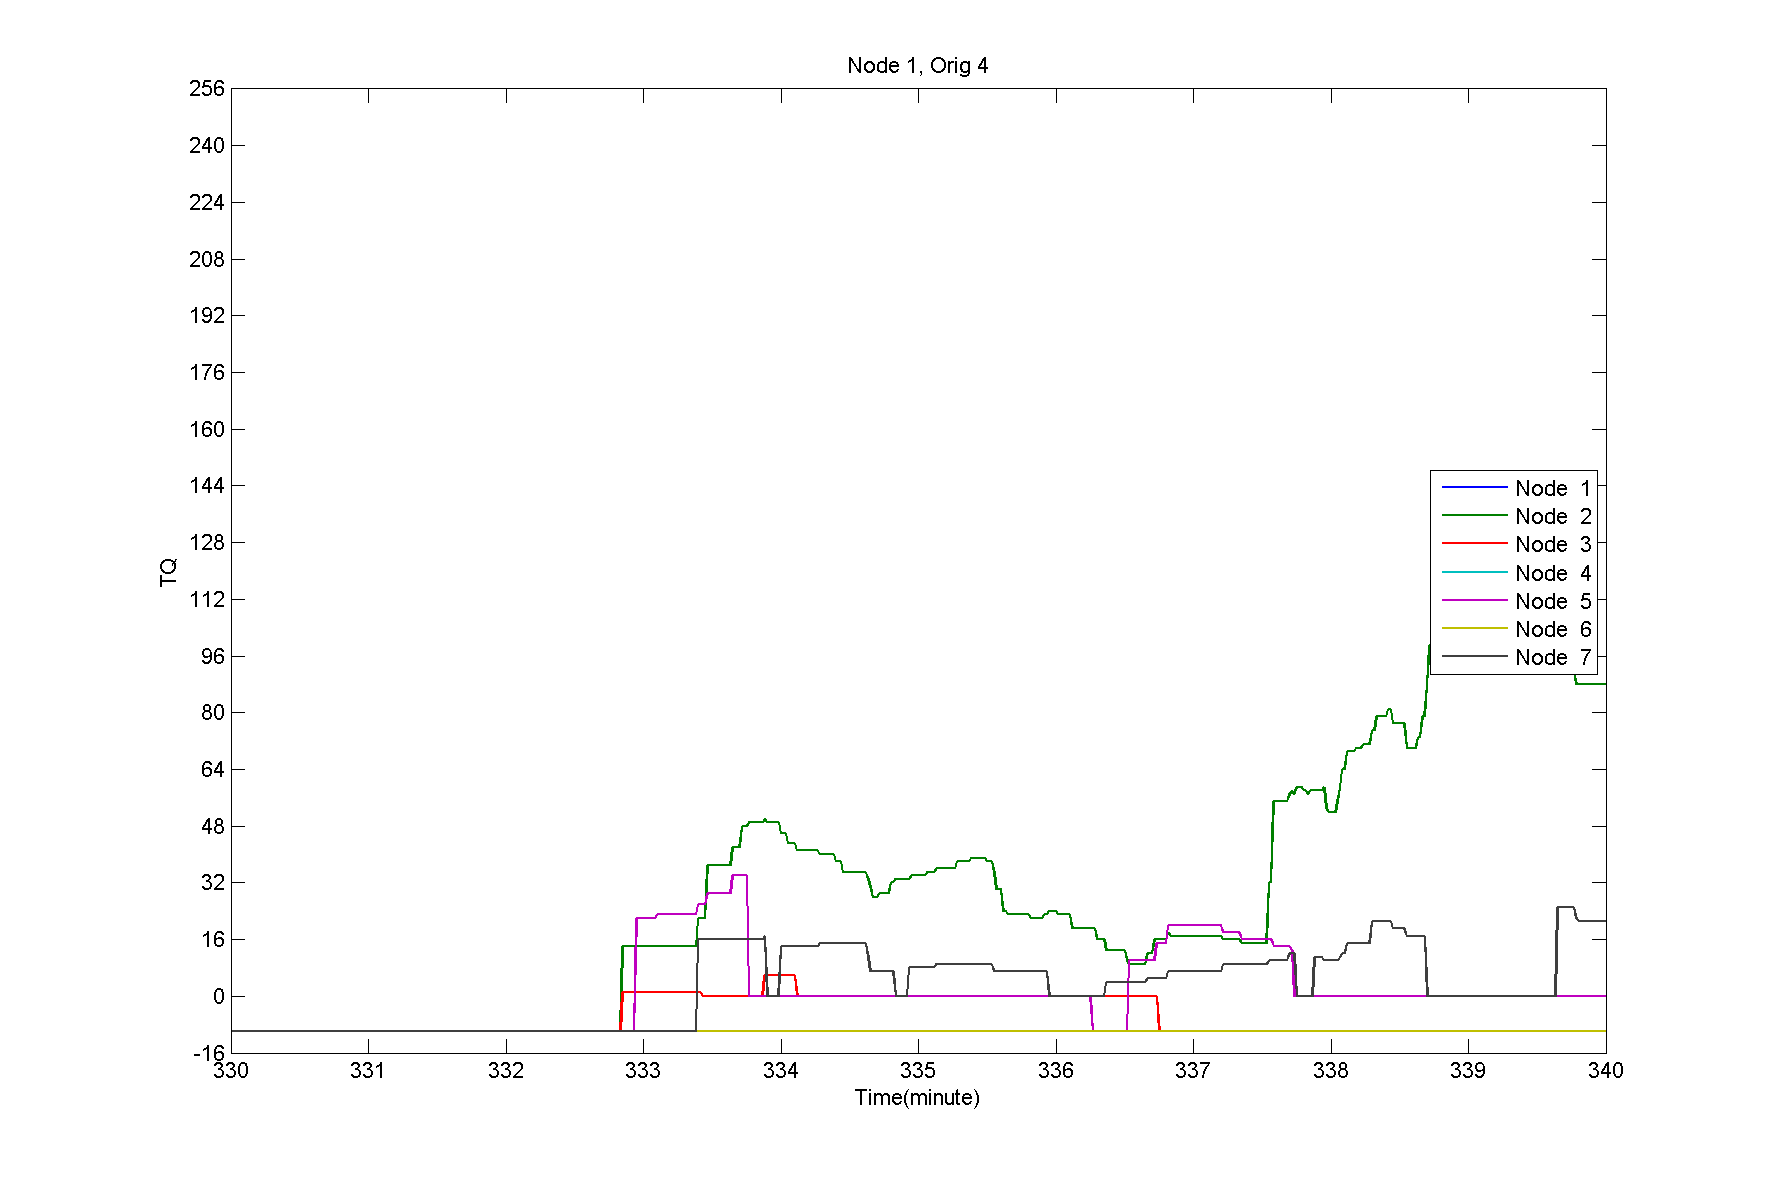 Node 1, Orig 4
256
240
224
208
192
176
160
144
128
112
96
80
64
48
32
16
0
-16
TQ
Node 1
Node 2
Node 3
Node 4
Node 5
Node 6
Node 7
330 331 332 333 334 335 336 337 338 339 340
Time(minute)